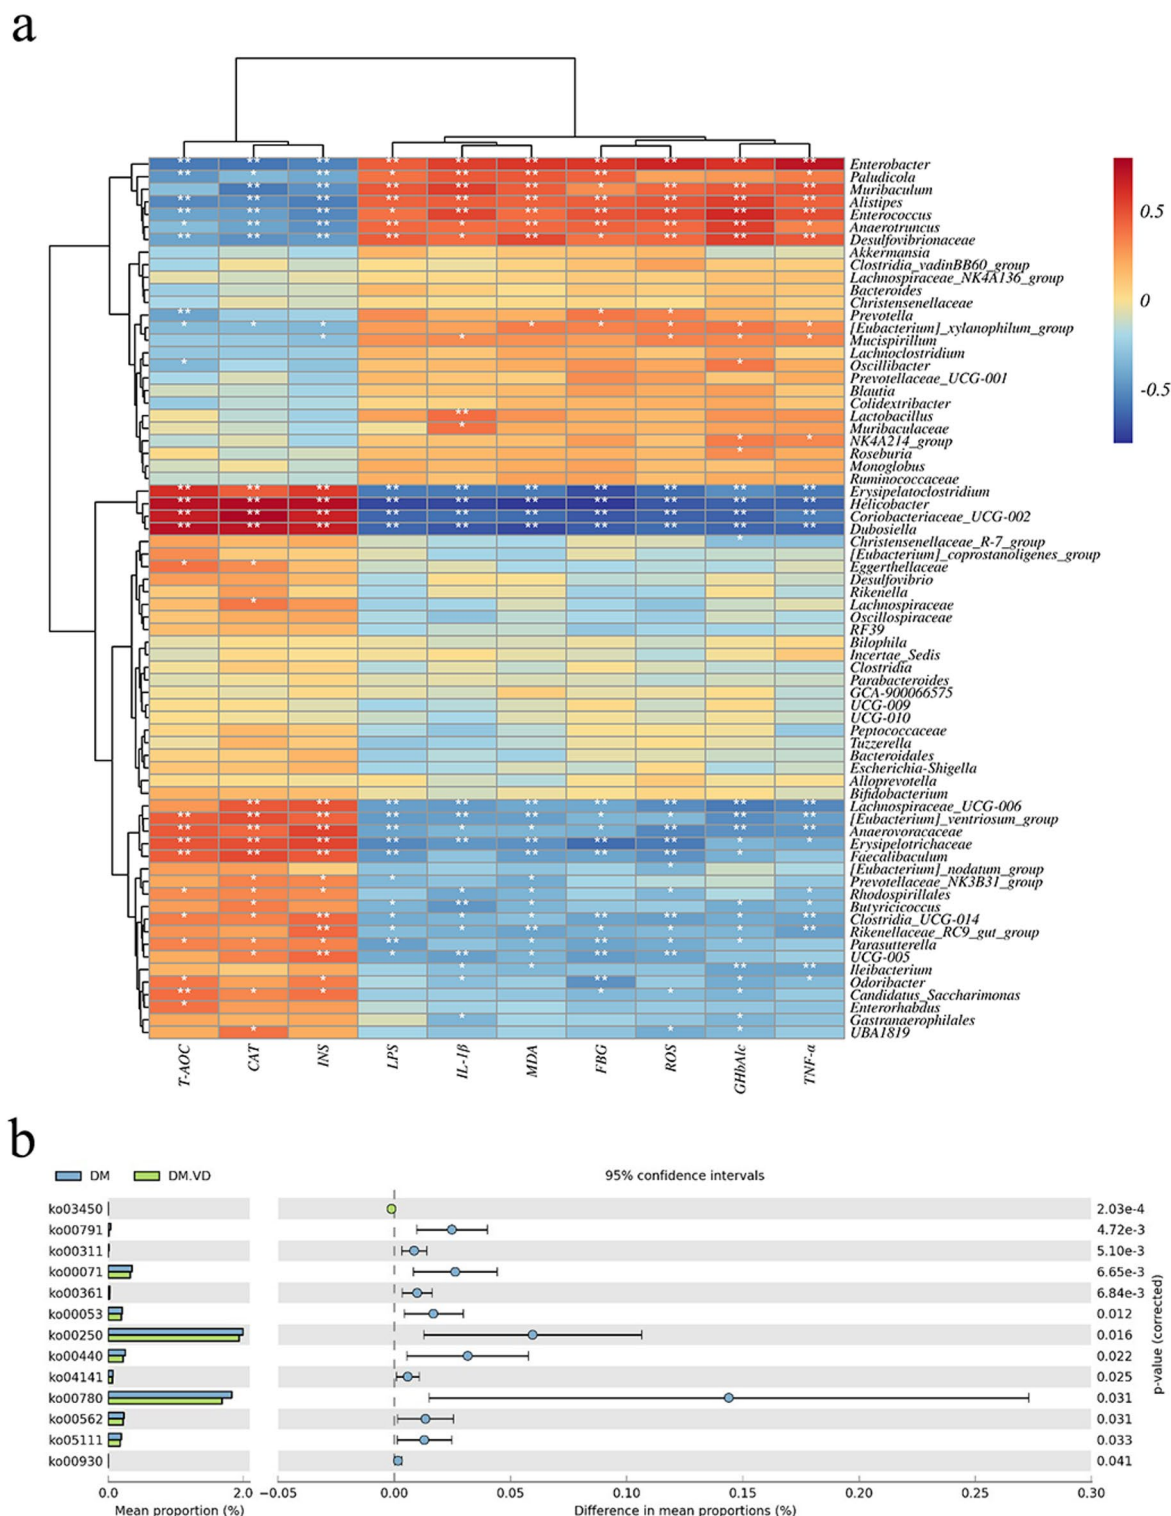 a
Enterobacter
Paludicola
Muribaculum
Alistipes
Enterococcus
Anaerotruncus
Desulfovibrionaceae
Akkermansia
Clostridia_vadinBB60_group
Lachnospiraceae_NK4A136_group
Bacteroides
Christensenellaceae
Prevotella
[Eubacterium]_xylanophilum_group
Mucispirillum
Lachnoclostridium
Oscillibacter
Prevotellaceae_UCG-001
Blautia
Colidextribacter
Lactobacillus
Muribaculaceae
NK4A214_group
Roseburia
Monoglobus
Ruminococcaceae
Erysipelatoclostridium
Helicobacter
Coriobacteriaceae_UCG-002
Dubosiella
Christensenellaceae_R-7_group
[Eubacterium]_coprostanoligenes_group
Eggerthellaceae
Desulfovibrio
Rikenella
Lachnospiraceae
Oscillospiraceae
RF39
Bilophila
Incertae_Sedis
Clostridia
Parabacteroides
GCA-900066575
UCG-009
UCG-010
Peptococcaceae
Tuzzerella
Bacteroidales
Escherichia-Shigella
Alloprevotella
Bifidobacterium
Lachnospiraceae_UCG-006
[Eubacterium]_ventriosum_group
Anaerovoracaceae
Erysipelotrichaceae
Faecalibaculum
[Eubacterium]_nodatum_group
Prevotellaceae_NK3B31_group
Rhodospirillales
Butyricicoccus
Clostridia_UCG-014
Rikenellaceae_RC9_gut_group
Parasutterella
UCG-005
Ileibacterium
Odoribacter
Candidatus_Saccharimonas
Enterorhabdus
Gastranaerophilales
UBA1819
0.5
0
-0.5
T-AOC CAT INS LPS IL-1β MDA FBG ROS GHbAlc TNF-α
b
DM DM.VD 95% confidence intervals
ko03450 2.03e-4
ko00791 4.72e-3
ko00311 5.10e-3
ko00071 6.65e-3
ko00361 6.84e-3
ko00053 0.012
ko00250 0.016
ko00440 0.022
ko04141 0.025
ko00780 0.031
ko00562 0.031
ko05111 0.033
ko00930 0.041
p-value (corrected)
0.0 2.0 −0.05 0.00 0.05 0.10 0.15 0.20 0.25 0.30
Mean proportion (%) Difference in mean proportions (%)